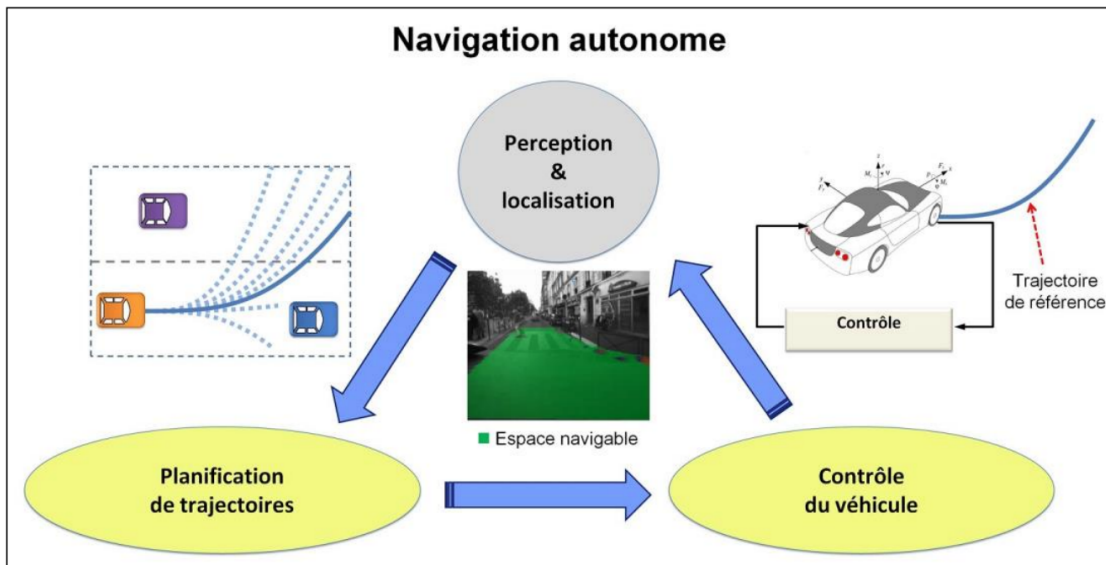 Navigation autonome
Perception
&
localisation
Trajectoire
de référence
Contrôle
Espace navigable
Planification
de trajectoires
Contrôle
du véhicule